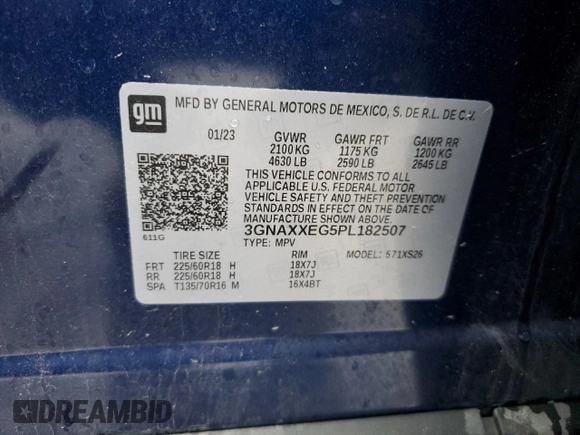 gm
MFD BY GENERAL MOTORS DE MEXICO, S. DE R.L. DE C.V.
01/23 GVWR GAWR FRT GAWR RR
2100 KG 1175 KG 1200 KG
4630 LB 2590 LB 2645 LB
THIS VEHICLE CONFORMS TO ALL
APPLICABLE U.S. FEDERAL MOTOR
VEHICLE SAFETY AND THEFT PREVENTION
STANDARDS IN EFFECT ON THE DATE OF
MANUFACTURE SHOWN ABOVE.
3GNAXXEG5PL182507
611G TYPE: MPV MODEL: 571XS26
TIRE SIZE RIM
FRT 225/60R18 H 18X7J
RR 225/60R18 H 18X7J
SPA T135/70R16 M 16X4BT
DREAMBID